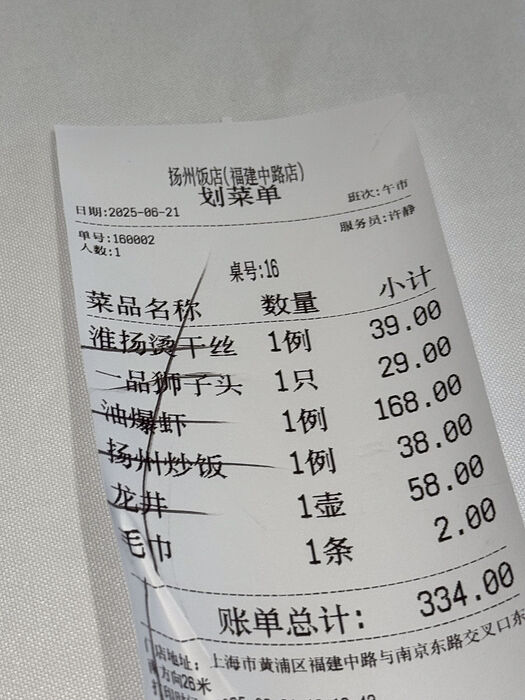 扬州饭店(福建中路店)
划菜单
日期:2025-06-21 班次:午市
单号:160002 服务员:许静
人数:1
桌号:16
菜品名称 数量 小计
淮扬烫干丝 1例 39.00
一品狮子头 1只 29.00
油爆虾 1例 168.00
扬州炒饭 1例 38.00
龙井 1壶 58.00
毛巾 1条 2.00
账单总计: 334.00
店地址: 上海市黄浦区福建中路与南京东路交叉口东
方向26米